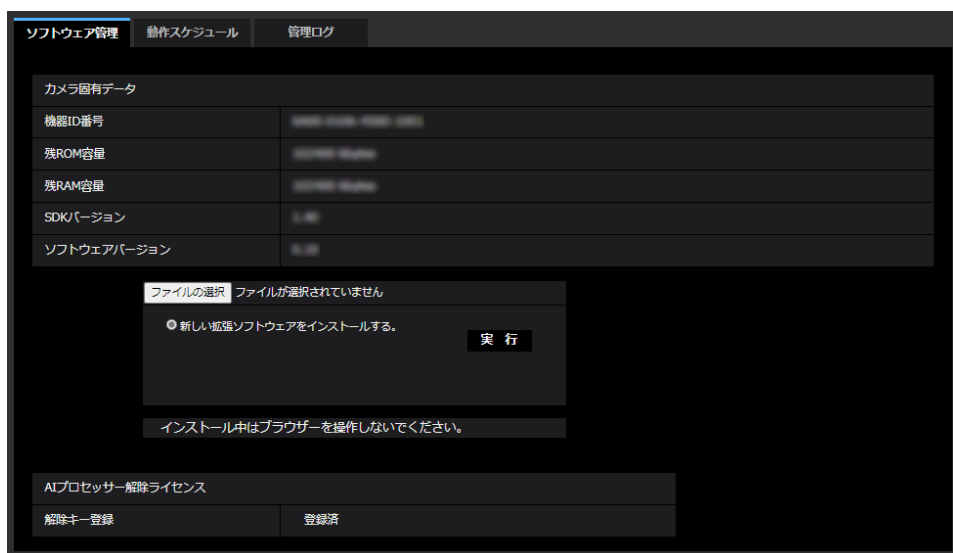 ソフトウェア管理 動作スケジュール 管理ログ
カメラ固有データ
機器ID番号
残ROM容量
残RAM容量
SDKバージョン
ソフトウェアバージョン
ファイルの選択 ファイルが選択されていません
新しい拡張ソフトウェアをインストールする。
実 行
インストール中はブラウザーを操作しないでください。
AIプロセッサー解除ライセンス
解除キー登録 登録済